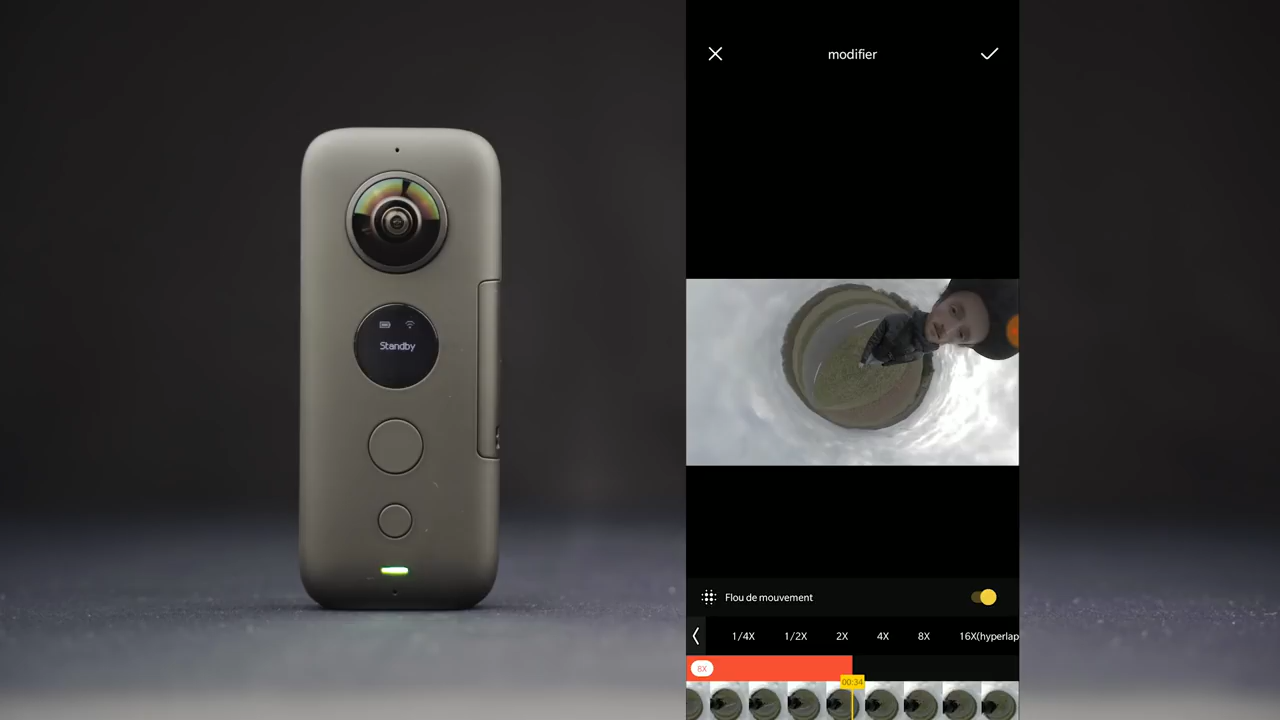 modifier
Standby
Flou de mouvement
1/4X 1/2X 2X 4X 8X 16X(hyperlap
8X
00:34